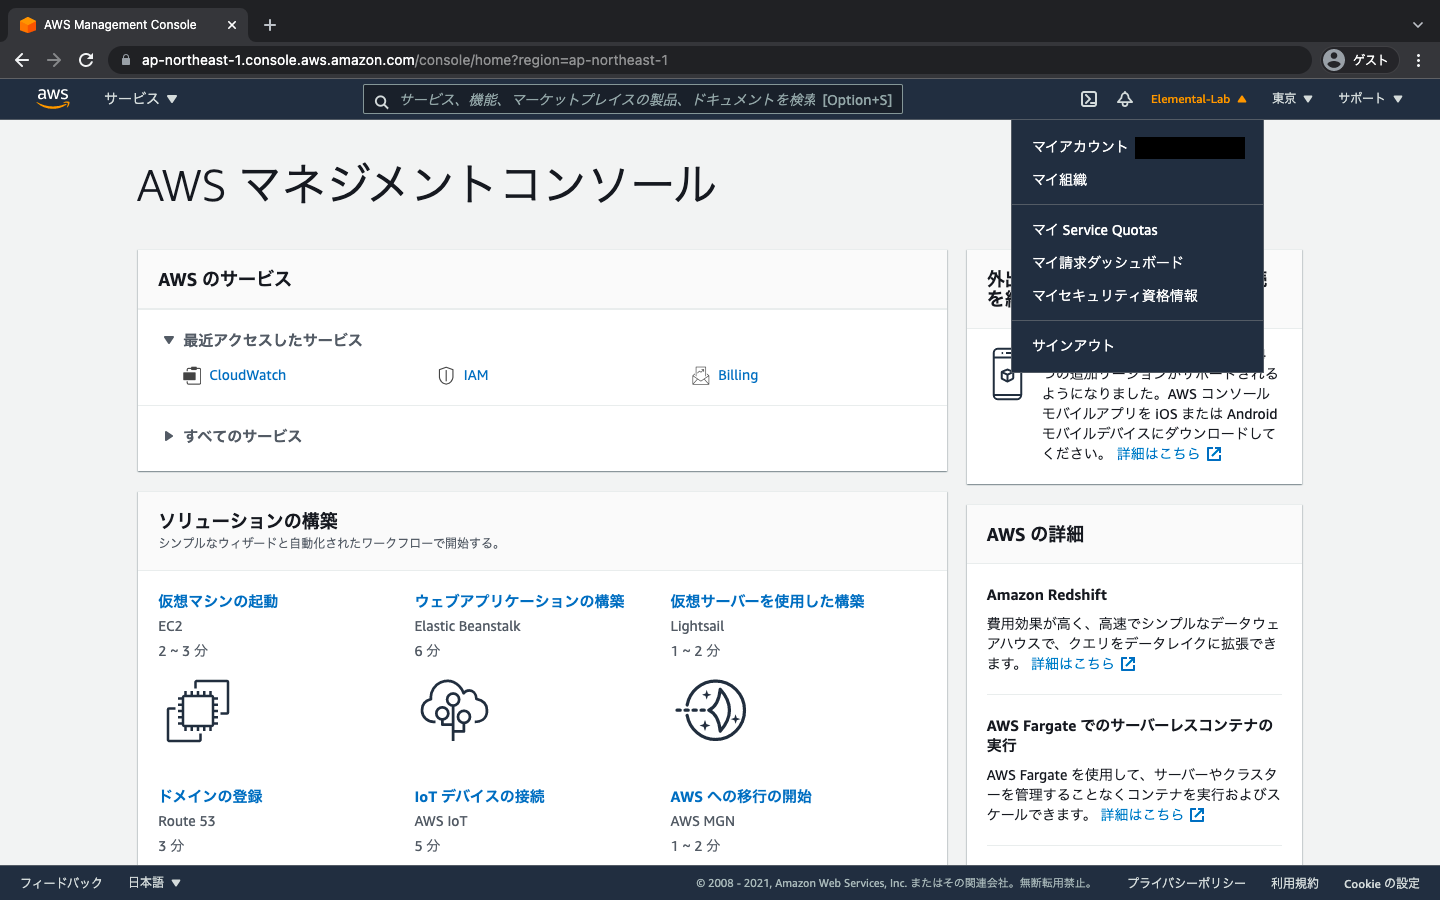 AWS Management Console
ap-northeast-1.console.aws.amazon.com/console/home?region=ap-northeast-1
ゲスト
aws
サービス
サービス、機能、マーケットプレイスの製品、ドキュメントを検索 [Option+S]
Elemental-Lab
東京
サポート
マイアカウント
マイ組織
マイ Service Quotas
マイ請求ダッシュボード
マイセキュリティ資格情報
サインアウト
AWS マネジメントコンソール
AWS のサービス
最近アクセスしたサービス
CloudWatch
IAM
Billing
すべてのサービス
ソリューションの構築
シンプルなウィザードと自動化されたワークフローで開始する。
仮想マシンの起動
EC2
2 ~ 3 分
ウェブアプリケーションの構築
Elastic Beanstalk
6 分
仮想サーバーを使用した構築
Lightsail
1 ~ 2 分
ドメインの登録
Route 53
3 分
IoT デバイスの接続
AWS IoT
5 分
AWS への移行の開始
AWS MGN
1 ~ 2 分
外出
を
つの追加リージョンがサポートされる
ようになりました。AWS コンソール
モバイルアプリを iOS または Android
モバイルデバイスにダウンロードして
ください。 詳細はこちら
AWS の詳細
Amazon Redshift
費用効果が高く、高速でシンプルなデータウェ
アハウスで、クエリをデータレイクに拡張でき
ます。 詳細はこちら
AWS Fargate でのサーバーレスコンテナの
実行
AWS Fargate を使用して、サーバーやクラスタ
ーを管理することなくコンテナを実行およびス
ケールできます。 詳細はこちら
フィードバック
日本語
© 2008 - 2021, Amazon Web Services, Inc. またはその関連会社。無断転用禁止。
プライバシーポリシー
利用規約
Cookie の設定